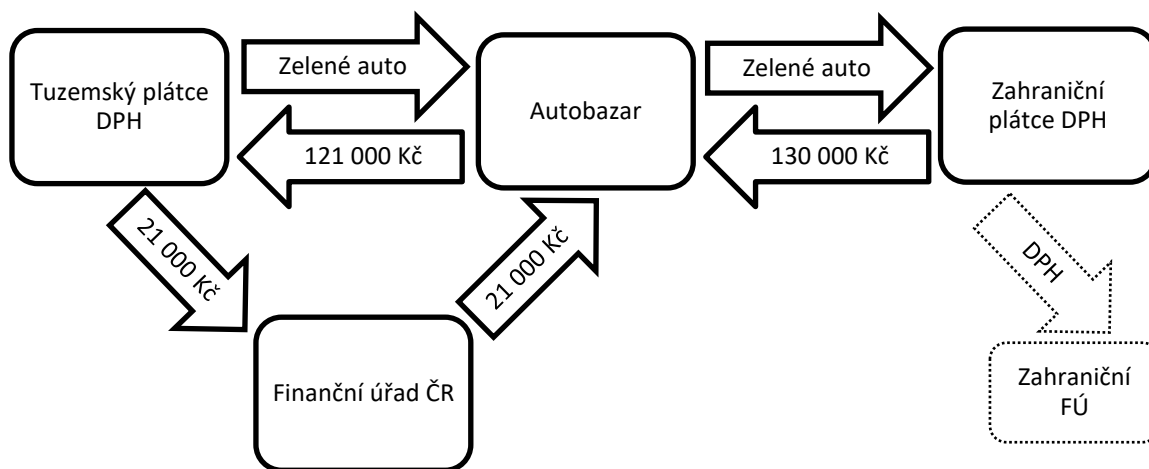 Tuzemský plátce
DPH
Zelené auto
121 000 Kč
Autobazar
Zelené auto
130 000 Kč
Zahraniční
plátce DPH
21 000 Kč
21 000 Kč
DPH
Finanční úřad ČR
Zahraniční
FÚ